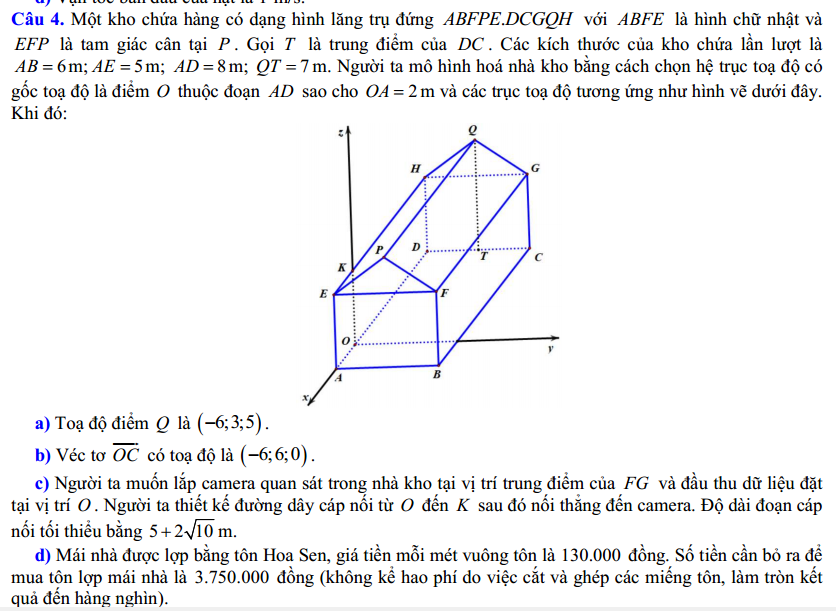 Câu 4. Một kho chứa hàng có dạng hình lăng trụ đứng ABFPE.DCGQH với ABFE là hình chữ nhật và
EFP là tam giác cân tại P. Gọi T là trung điểm của DC. Các kích thước của kho chứa lần lượt là
AB = 6 m; AE = 5 m; AD = 8 m; QT = 7 m. Người ta mô hình hoá nhà kho bằng cách chọn hệ trục toạ độ có
gốc toạ độ là điểm O thuộc đoạn AD sao cho OA = 2 m và các trục toạ độ tương ứng như hình vẽ dưới đây.
Khi đó:
z
Q
H
G
P
D
T
C
K
E
F
O
y
A
B
x
a) Toạ độ điểm Q là (−6;3;5).
b) Véc tơ \overline{OC} có toạ độ là (−6;6;0).
c) Người ta muốn lắp camera quan sát trong nhà kho tại vị trí trung điểm của FG và đầu thu dữ liệu đặt
tại vị trí O. Người ta thiết kế đường dây cáp nối từ O đến K sau đó nối thẳng đến camera. Độ dài đoạn cáp
nối tối thiểu bằng 5 + 2√10 m.
d) Mái nhà được lợp bằng tôn Hoa Sen, giá tiền mỗi mét vuông tôn là 130.000 đồng. Số tiền cần bỏ ra để
mua tôn lợp mái nhà là 3.750.000 đồng (không kể hao phí do việc cắt và ghép các miếng tôn, làm tròn kết
quả đến hàng nghìn).